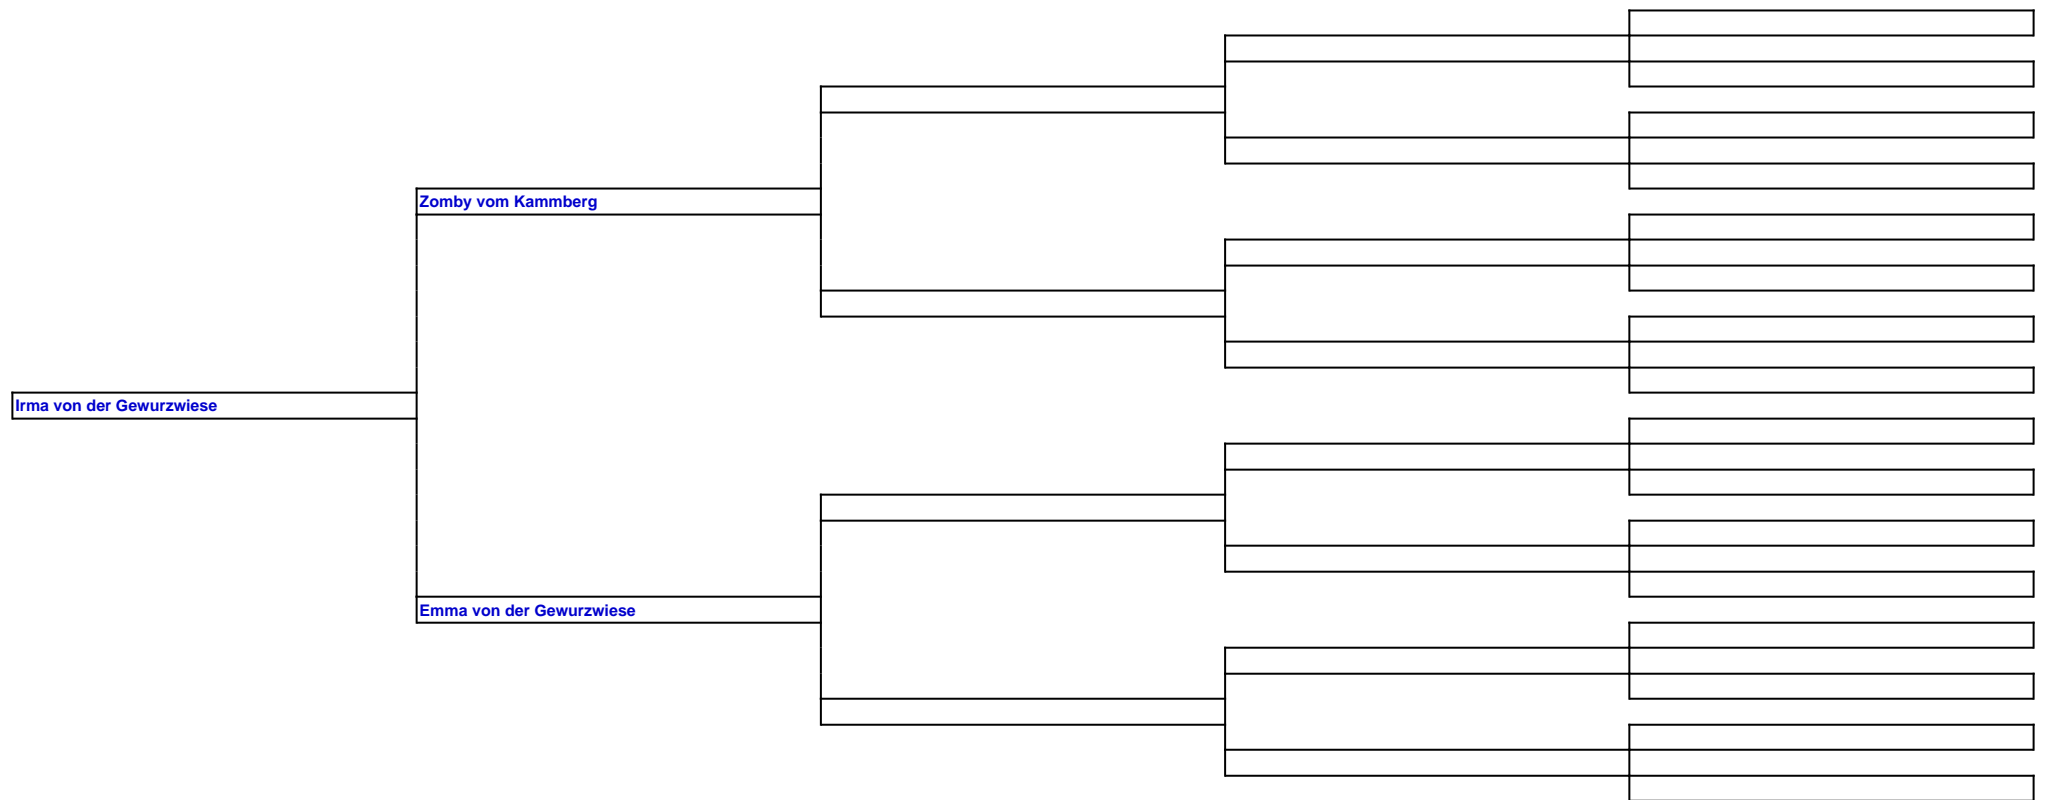 Zomby vom Kammberg
Irma von der Gewurzwiese
Emma von der Gewurzwiese